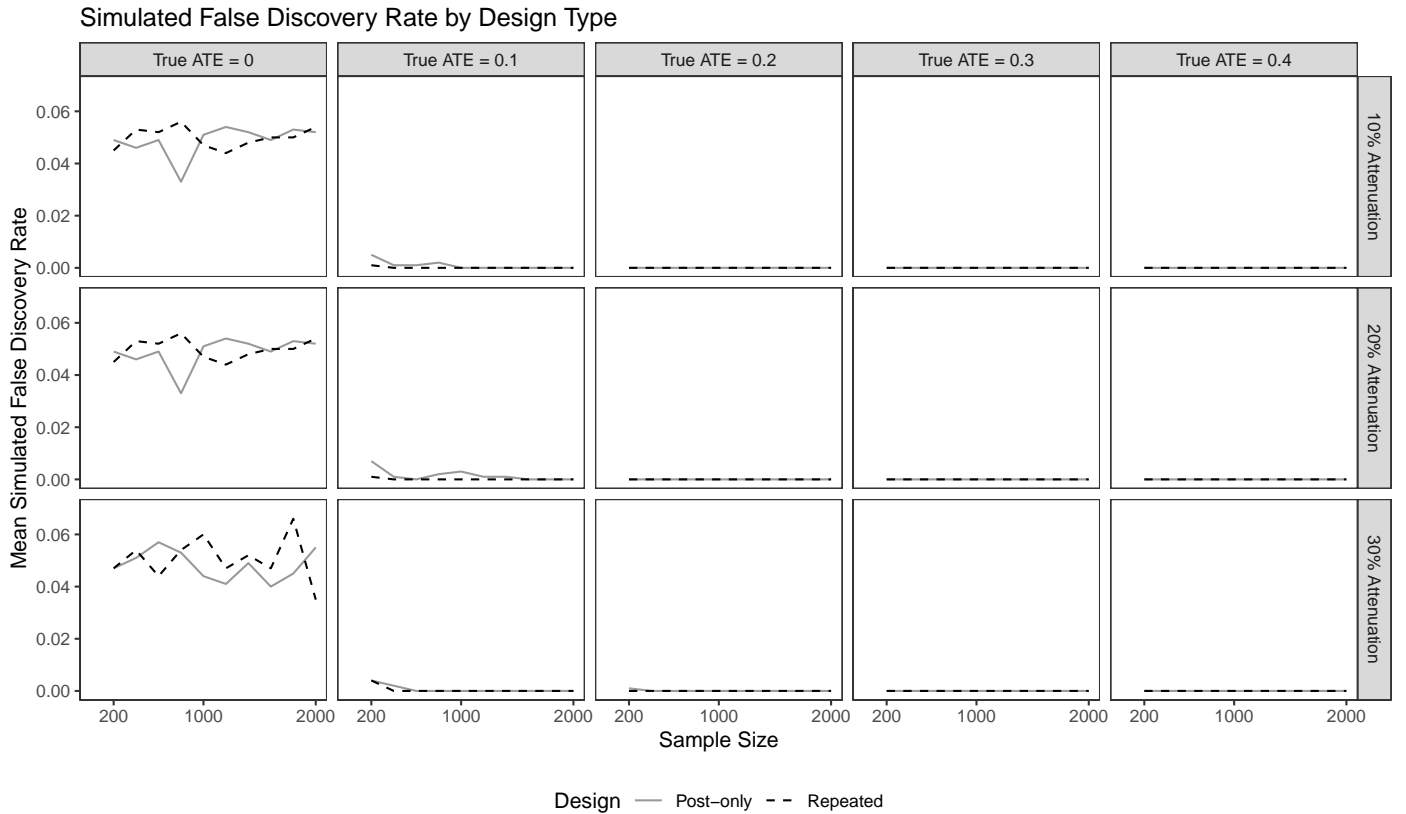 Simulated False Discovery Rate by Design Type
True ATE = 0
True ATE = 0.1
True ATE = 0.2
True ATE = 0.3
True ATE = 0.4
Mean Simulated False Discovery Rate
0.06
0.04
0.02
0.00
10% Attenuation
0.06
0.04
0.02
0.00
20% Attenuation
0.06
0.04
0.02
0.00
30% Attenuation
200 1000 2000
200 1000 2000
200 1000 2000
200 1000 2000
200 1000 2000
Sample Size
Design Post−only Repeated